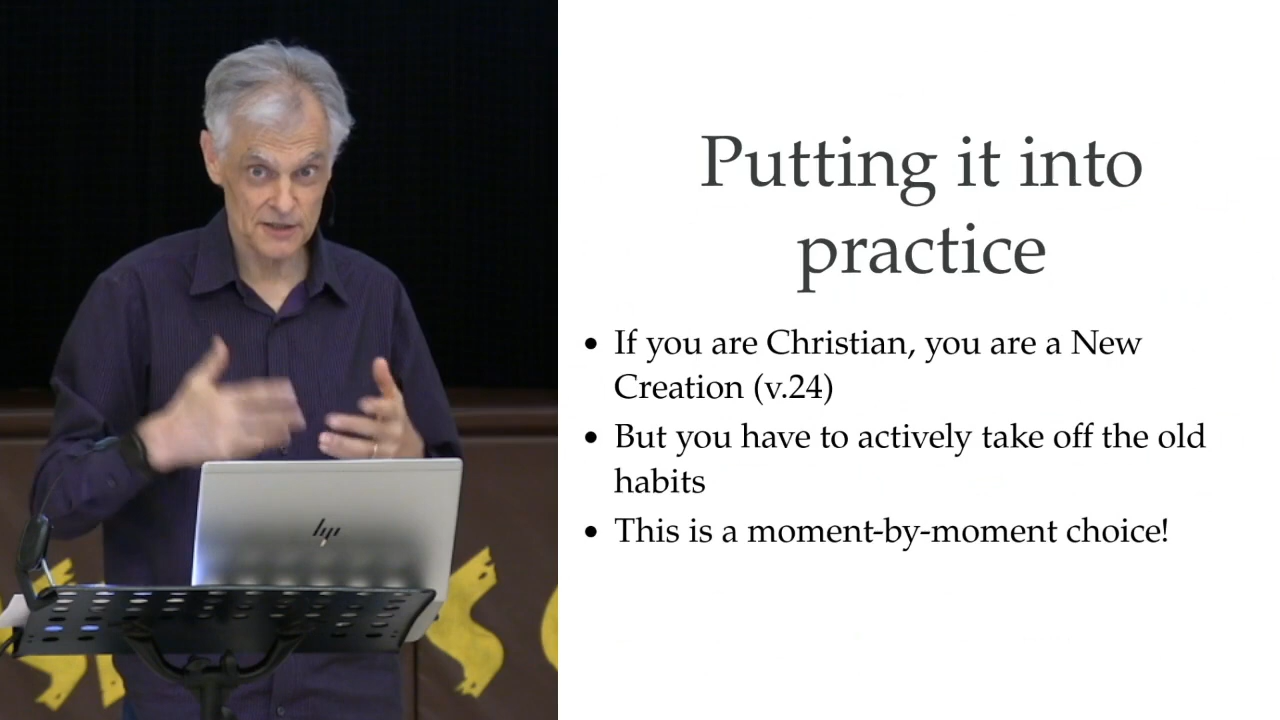 Putting it into
practice
• If you are Christian, you are a New
Creation (v.24)
• But you have to actively take off the old
habits
• This is a moment-by-moment choice!
hp